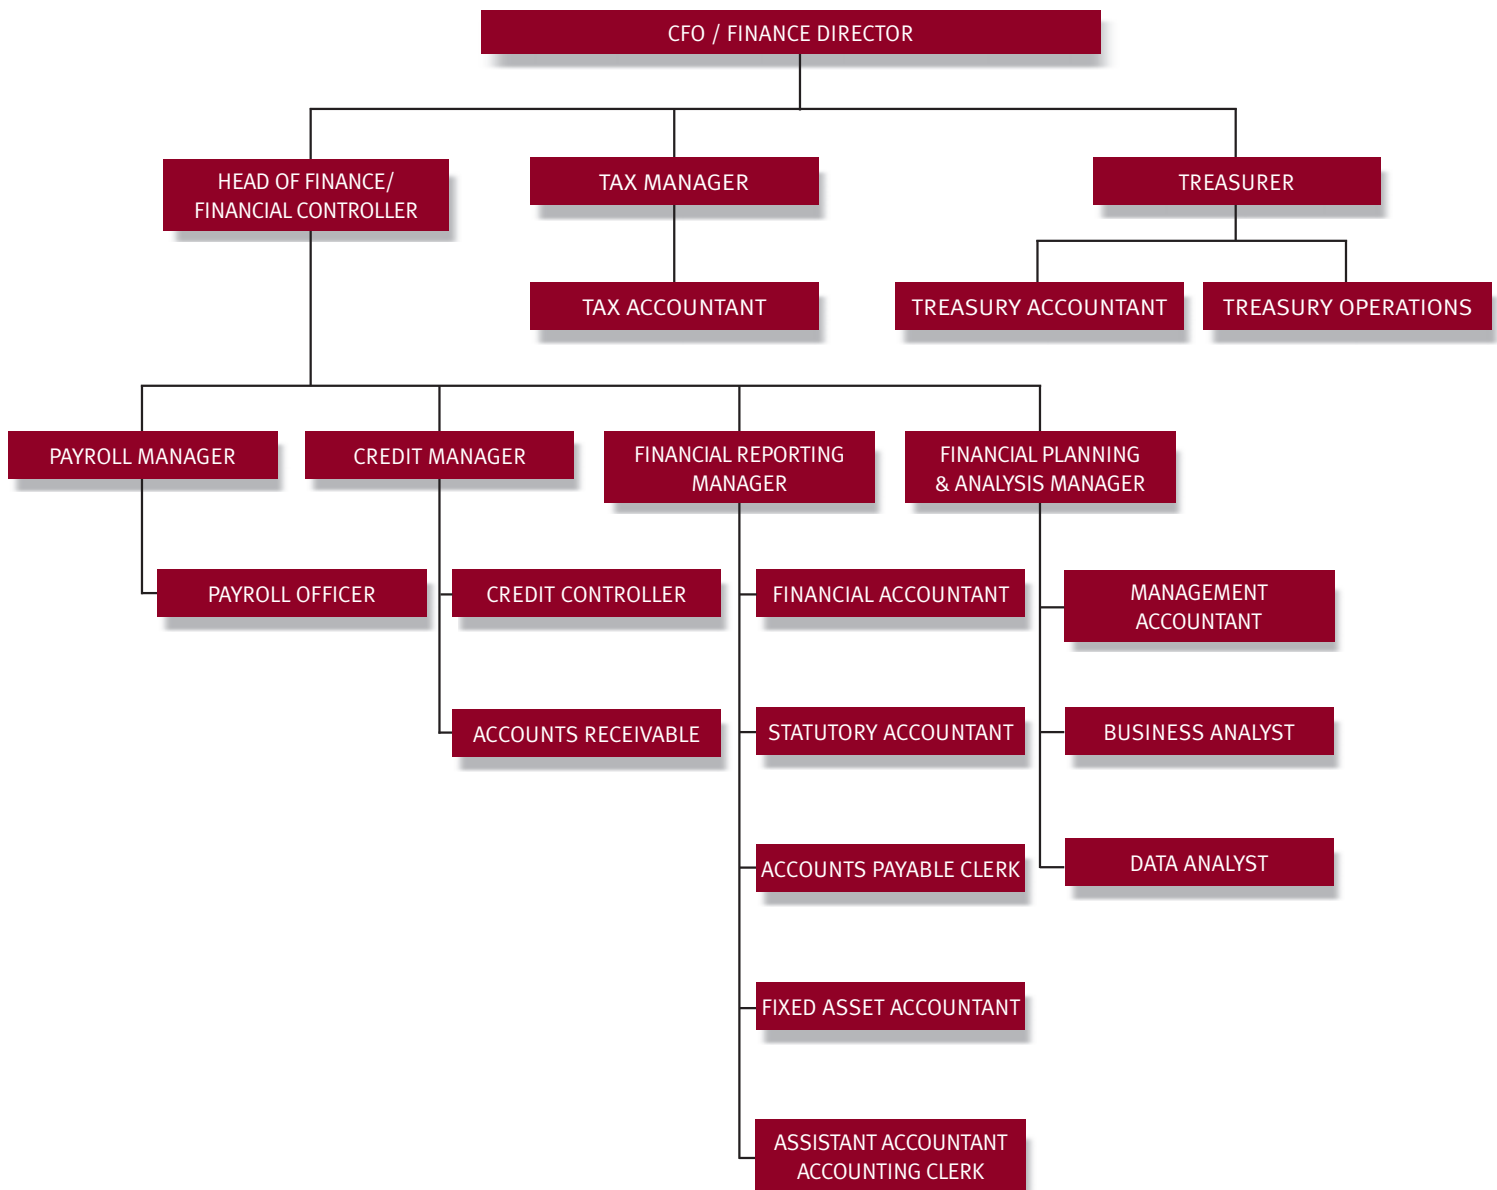 CFO / FINANCE DIRECTOR
HEAD OF FINANCE/
FINANCIAL CONTROLLER
TAX MANAGER
TREASURER
TAX ACCOUNTANT
TREASURY ACCOUNTANT
TREASURY OPERATIONS
PAYROLL MANAGER
CREDIT MANAGER
FINANCIAL REPORTING
MANAGER
FINANCIAL PLANNING
& ANALYSIS MANAGER
PAYROLL OFFICER
CREDIT CONTROLLER
FINANCIAL ACCOUNTANT
MANAGEMENT
ACCOUNTANT
ACCOUNTS RECEIVABLE
STATUTORY ACCOUNTANT
BUSINESS ANALYST
ACCOUNTS PAYABLE CLERK
DATA ANALYST
FIXED ASSET ACCOUNTANT
ASSISTANT ACCOUNTANT
ACCOUNTING CLERK